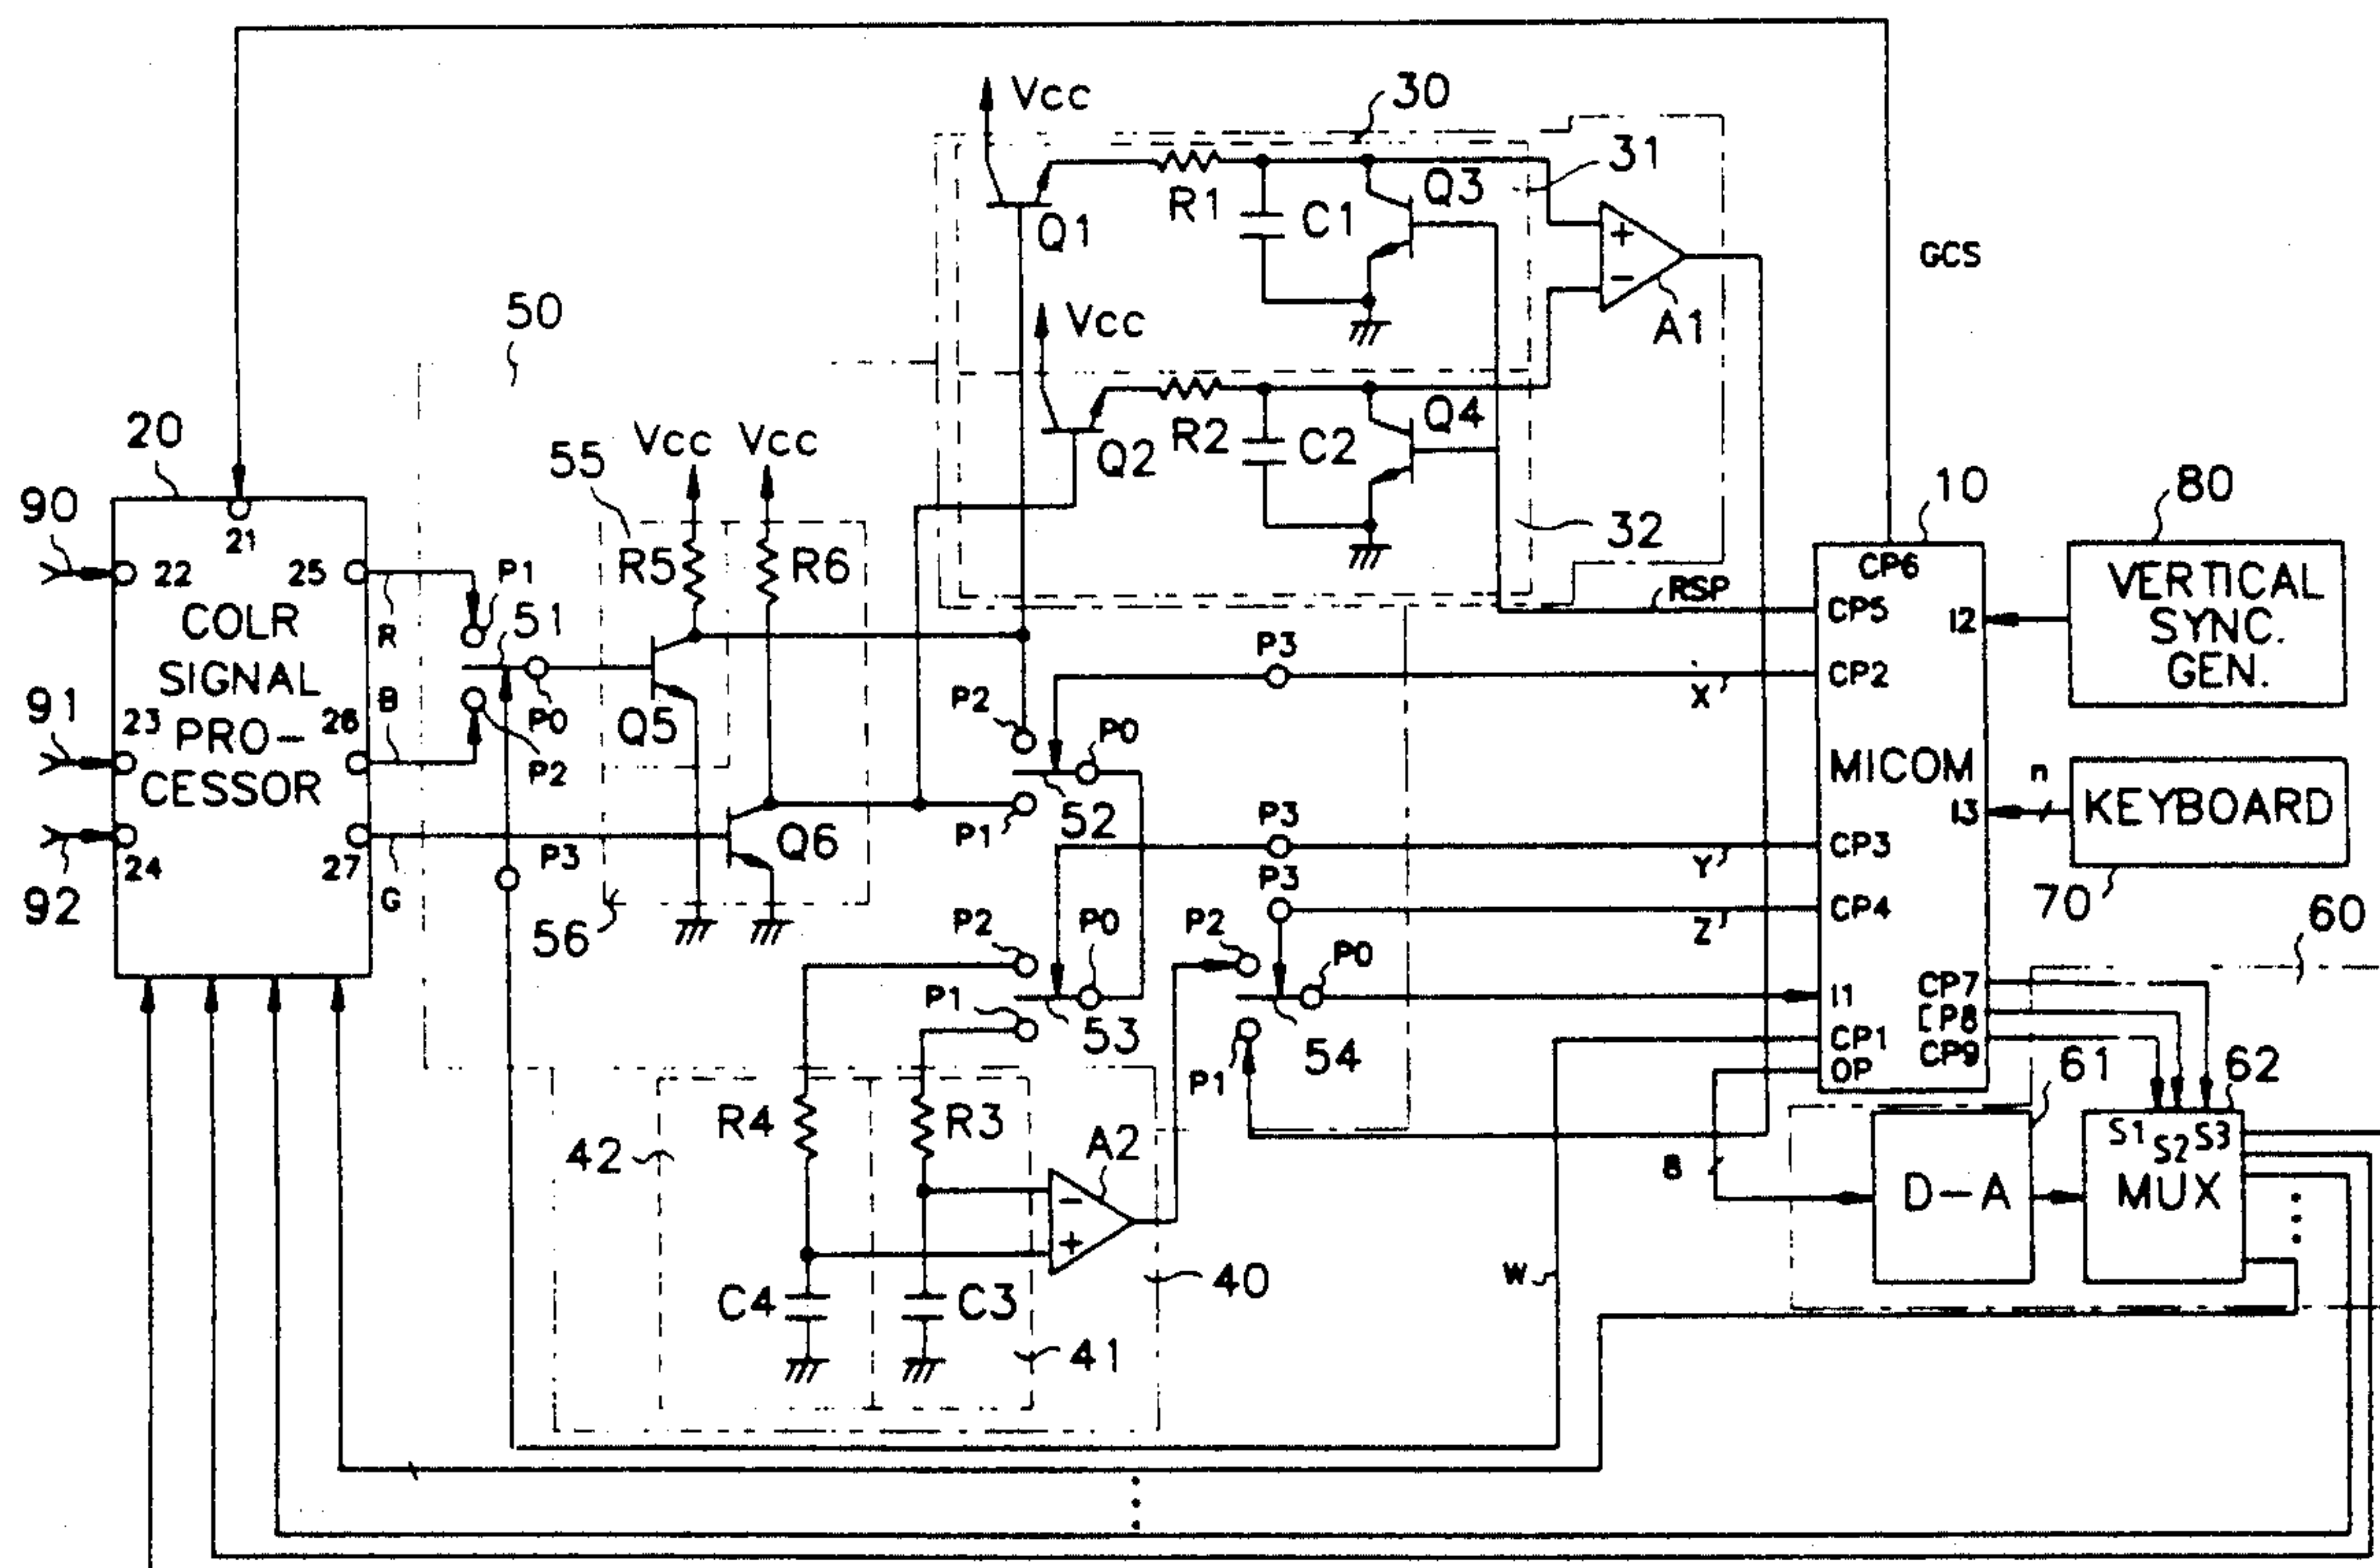 Vcc
30
31
Q3
R1
C1
Q1
A1
GCS
50
Vcc
Q4
R2
C2
Q2
20
Vcc
Vcc
55
10
80
90
21
22
25
P1
R5
R6
32
CP6
VERTICAL
SYNC.
GEN.
COLR
SIGNAL
PRO-
CESSOR
R
51
RSP
CP5
I2
P3
X
CP2
91
23
26
B
P0
Q5
P2
P2
P0
MICOM
n
KEYBOARD
I3
52
P1
P3
92
24
27
G
P3
Q6
Y
CP3
P3
70
60
56
P2
P0
P2
P0
Z
CP4
P1
I1
CP7
CP8
CP9
53
54
CP1
OP
61
62
P1
R4
R3
A2
42
8
D-A
S1
S2
S3
MUX
-
+
40
W
C4
C3
41
+
-